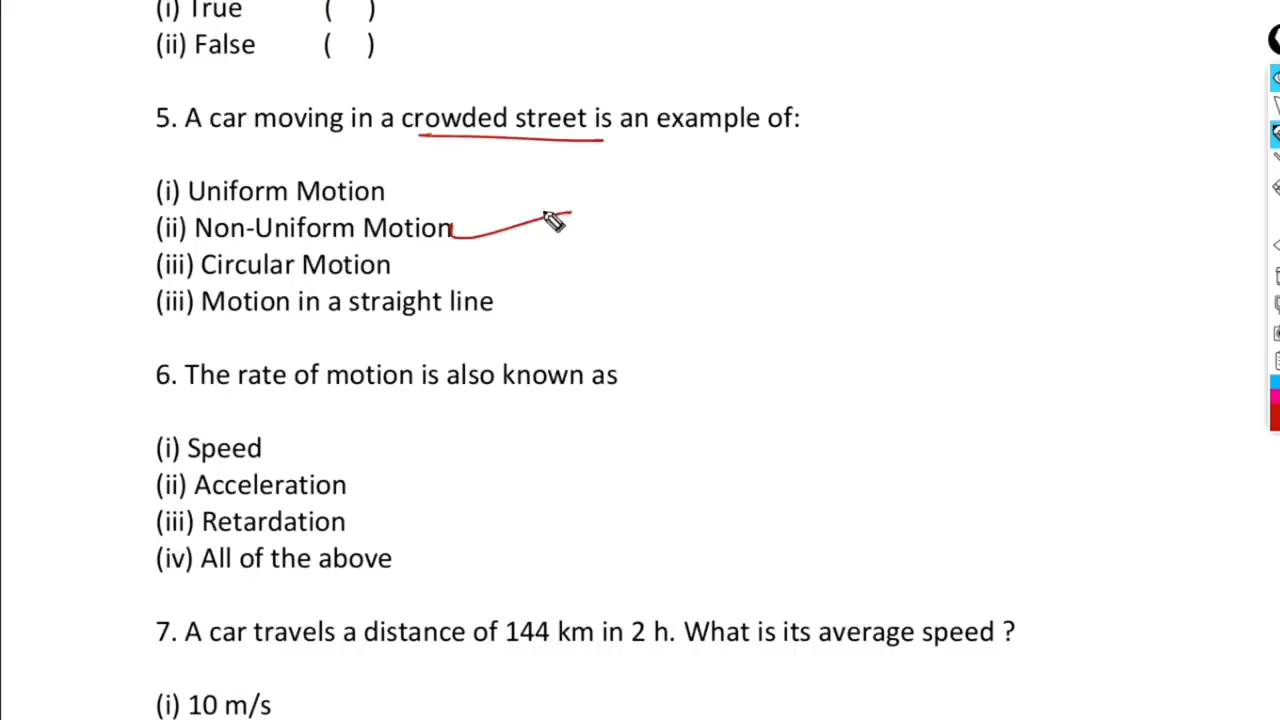 (i) True ( )
(ii) False ( )
5. A car moving in a crowded street is an example of:
(i) Uniform Motion
(ii) Non-Uniform Motion
(iii) Circular Motion
(iii) Motion in a straight line
6. The rate of motion is also known as
(i) Speed
(ii) Acceleration
(iii) Retardation
(iv) All of the above
7. A car travels a distance of 144 km in 2 h. What is its average speed ?
(i) 10 m/s